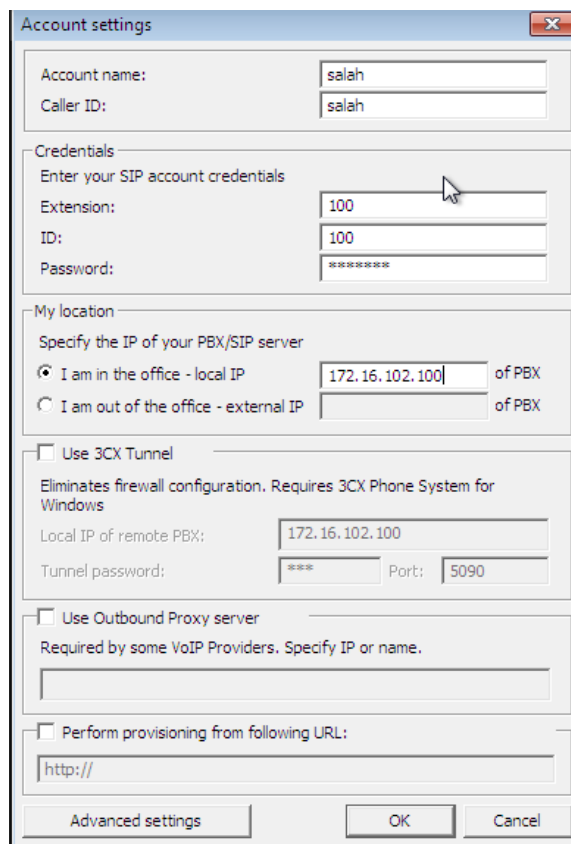 Account settings
Account name: salah
Caller ID: salah
Credentials
Enter your SIP account credentials
Extension: 100
ID: 100
Password: *******
My location
Specify the IP of your PBX/SIP server
I am in the office - local IP 172.16.102.100 of PBX
I am out of the office - external IP of PBX
Use 3CX Tunnel
Eliminates firewall configuration. Requires 3CX Phone System for
Windows
Local IP of remote PBX: 172.16.102.100
Tunnel password: *** Port: 5090
Use Outbound Proxy server
Required by some VoIP Providers. Specify IP or name.
Perform provisioning from following URL:
http://
Advanced settings OK Cancel